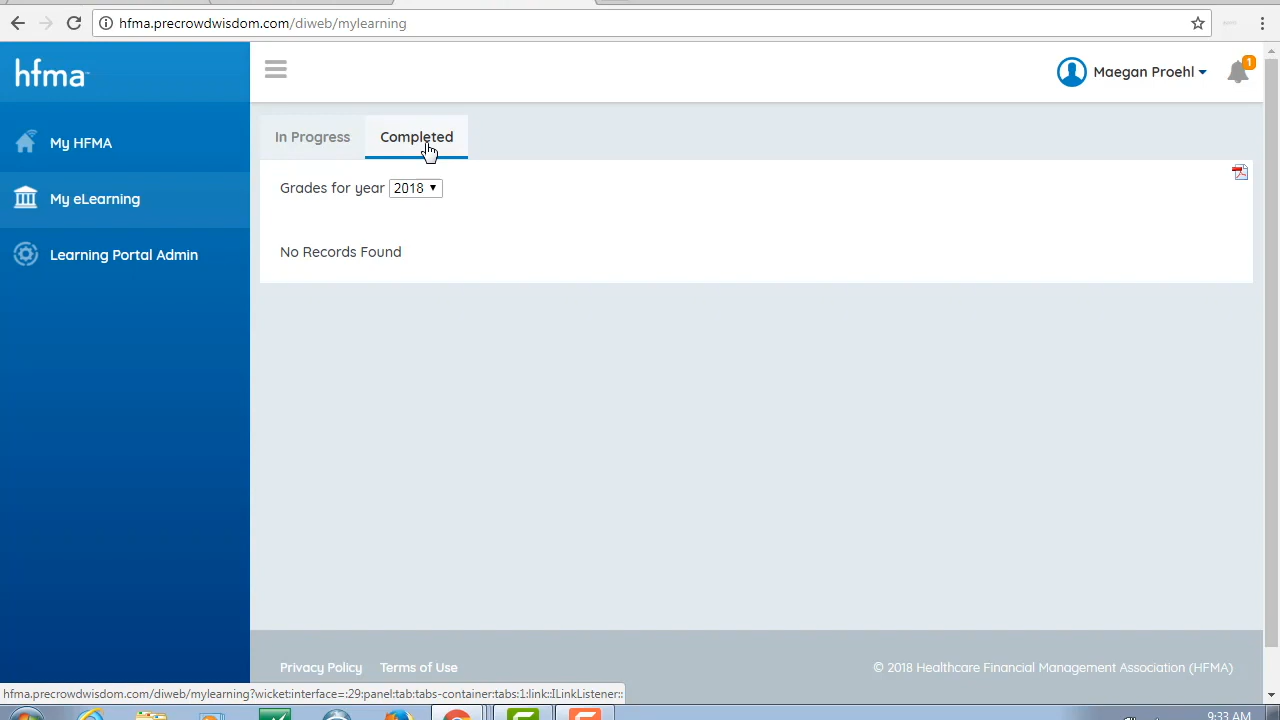 hfma.precrowdwisdom.com/diweb/mylearning
hfma
Maegan Proehl
1
My HFMA
My eLearning
Learning Portal Admin
In Progress
Completed
Grades for year 2018
No Records Found
Privacy Policy
Terms of Use
© 2018 Healthcare Financial Management Association (HFMA)
hfma.precrowdwisdom.com/diweb/mylearning?wicket:interface=:29:panel:tab:tabs-container:tabs:1:link::ILinkListener::
9:33 AM